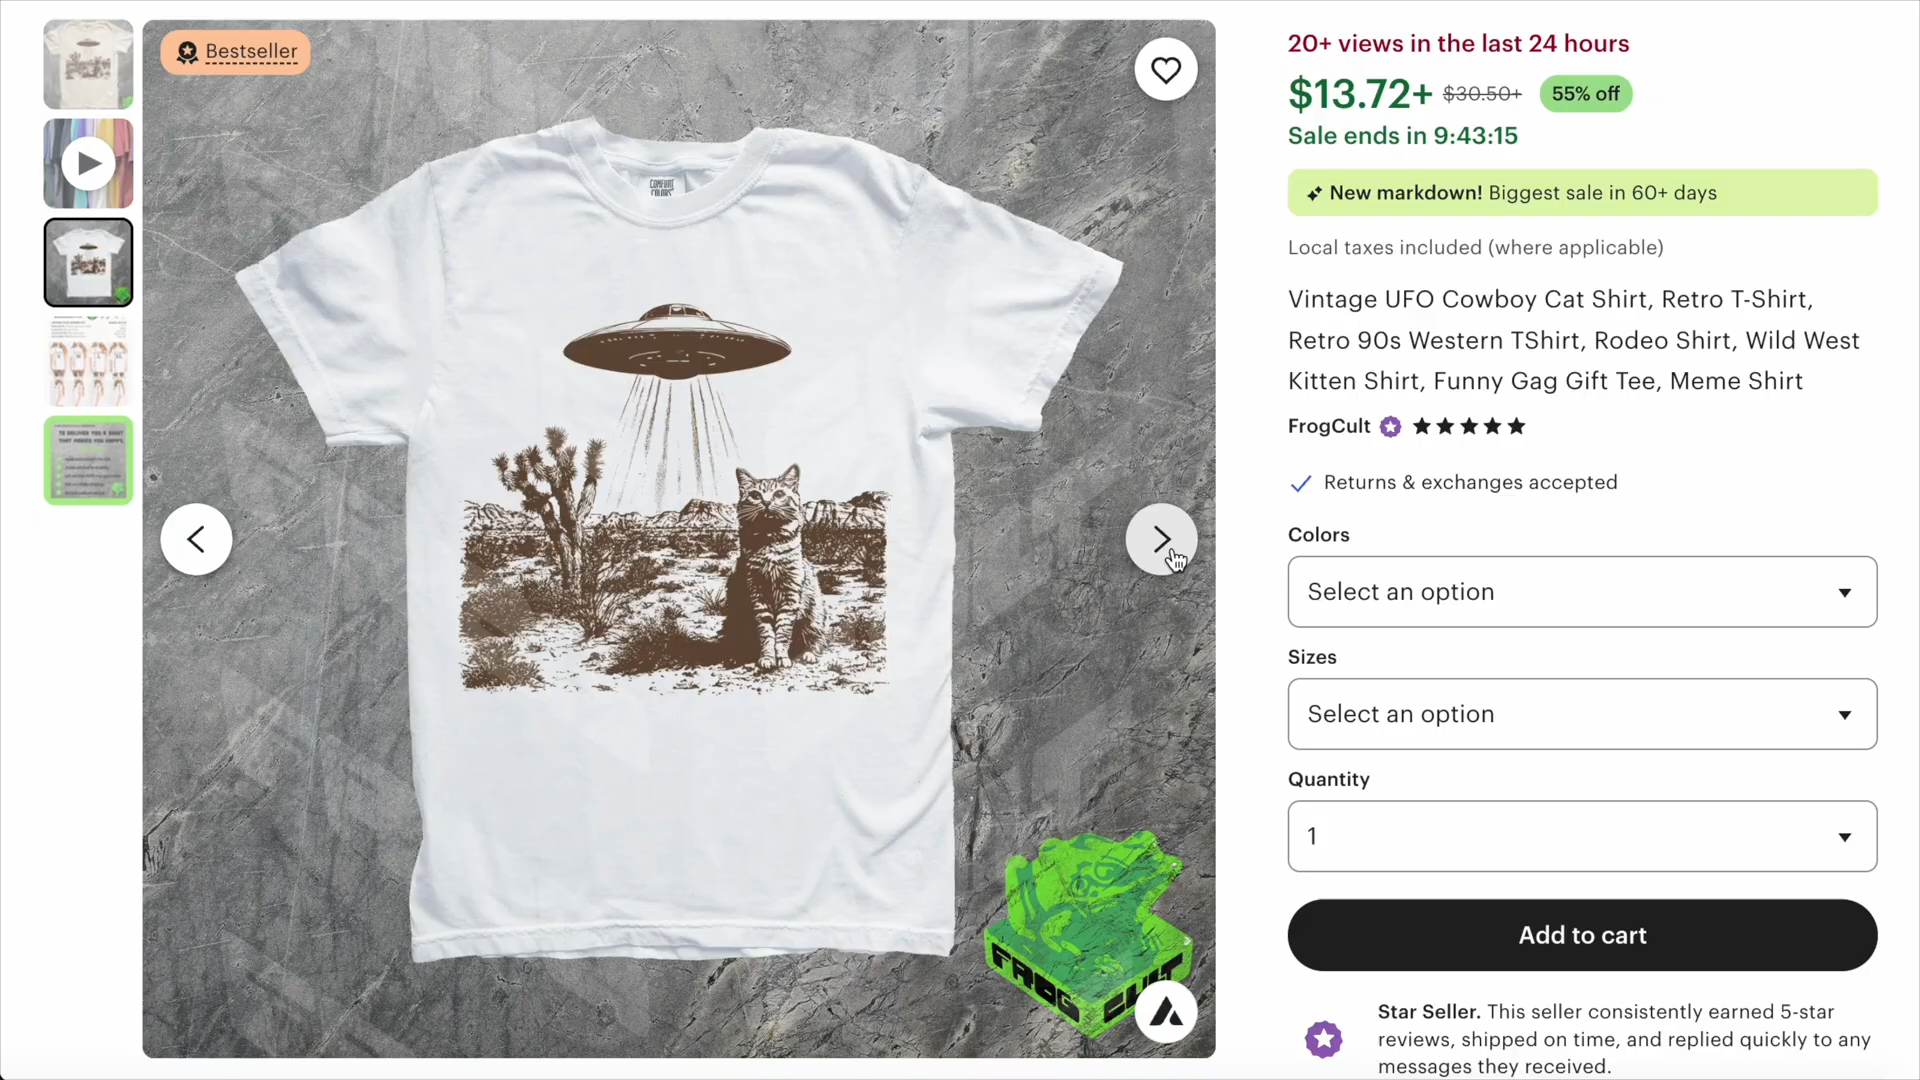 Bestseller
COMFORT
COLORS
FROG CULT
20+ views in the last 24 hours
$13.72+ $30.50+ 55% off
Sale ends in 9:43:15
New markdown! Biggest sale in 60+ days
Local taxes included (where applicable)
Vintage UFO Cowboy Cat Shirt, Retro T-Shirt,
Retro 90s Western TShirt, Rodeo Shirt, Wild West
Kitten Shirt, Funny Gag Gift Tee, Meme Shirt
FrogCult
Returns & exchanges accepted
Colors
Select an option
Sizes
Select an option
Quantity
1
Add to cart
Star Seller. This seller consistently earned 5-star
reviews, shipped on time, and replied quickly to any
messages they received.